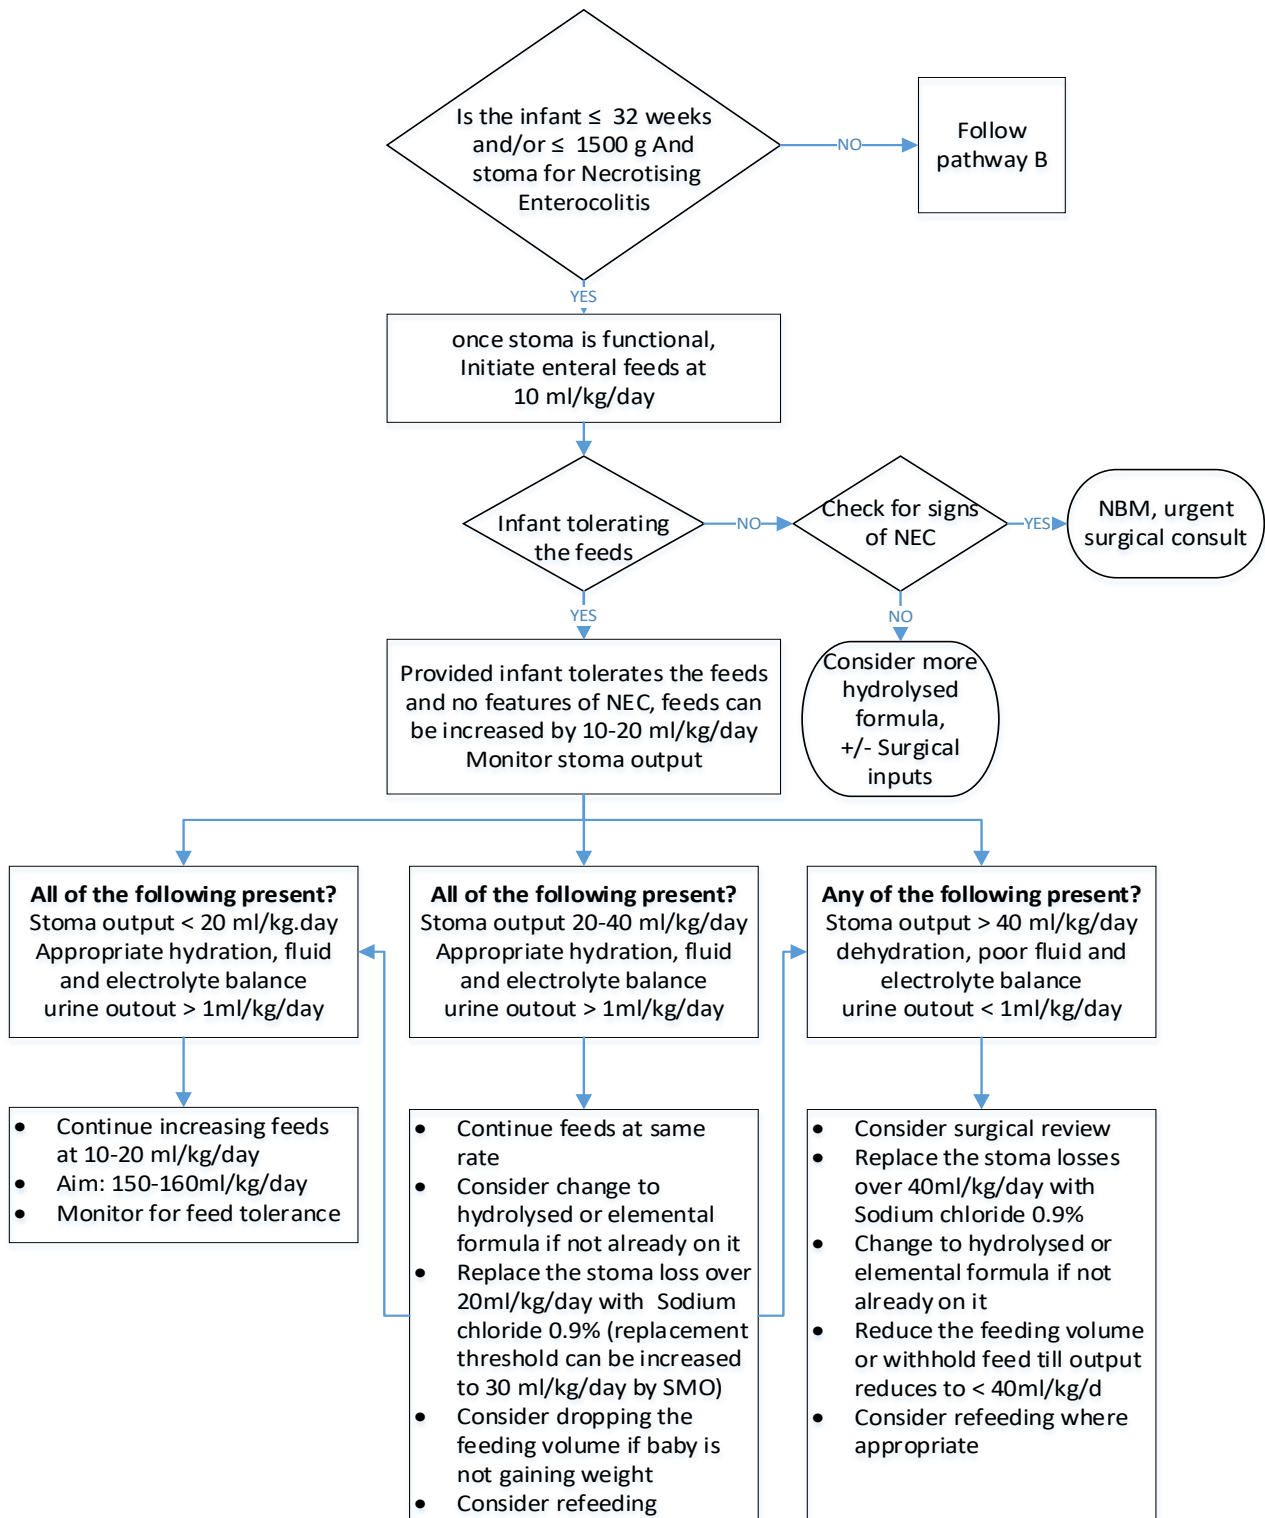 Is the infant ≤ 32 weeks
and/or ≤ 1500 g And
stoma for Necrotising
Enterocolitis
NO
Follow
pathway B
YES
once stoma is functional,
Initiate enteral feeds at
10 ml/kg/day
Infant tolerating
the feeds
NO
Check for signs
of NEC
YES
NBM, urgent
surgical consult
YES
NO
Provided infant tolerates the feeds
and no features of NEC, feeds can
be increased by 10-20 ml/kg/day
Monitor stoma output
Consider more
hydrolysed
formula,
+/- Surgical
inputs
All of the following present?
Stoma output < 20 ml/kg.day
Appropriate hydration, fluid
and electrolyte balance
urine outout > 1ml/kg/day
All of the following present?
Stoma output 20-40 ml/kg/day
Appropriate hydration, fluid
and electrolyte balance
urine outout > 1ml/kg/day
Any of the following present?
Stoma output > 40 ml/kg/day
dehydration, poor fluid and
electrolyte balance
urine outout < 1ml/kg/day
• Continue increasing feeds
at 10-20 ml/kg/day
• Aim: 150-160ml/kg/day
• Monitor for feed tolerance
• Continue feeds at same
rate
• Consider change to
hydrolysed or elemental
formula if not already on it
• Replace the stoma loss over
20ml/kg/day with Sodium
chloride 0.9% (replacement
threshold can be increased
to 30 ml/kg/day by SMO)
• Consider dropping the
feeding volume if baby is
not gaining weight
• Consider refeeding
• Consider surgical review
• Replace the stoma losses
over 40ml/kg/day with
Sodium chloride 0.9%
• Change to hydrolysed or
elemental formula if not
already on it
• Reduce the feeding volume
or withhold feed till output
reduces to < 40ml/kg/d
• Consider refeeding where
appropriate